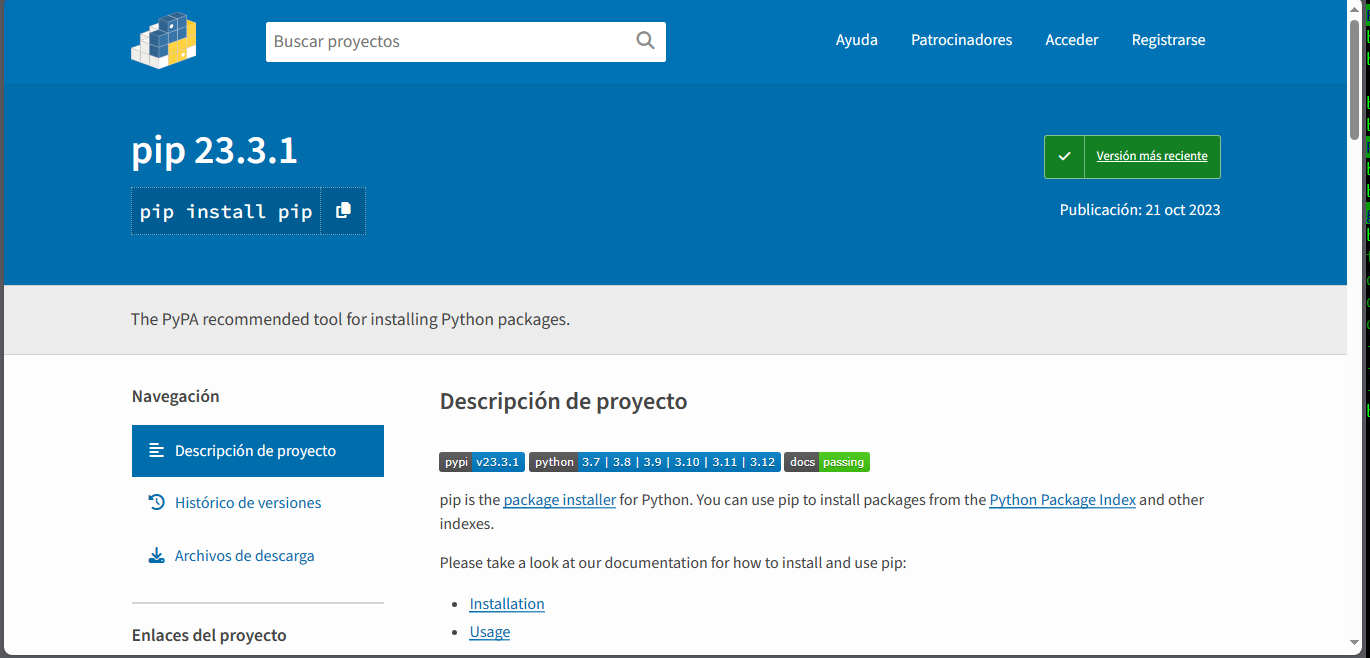 Buscar proyectos
Ayuda Patrocinadores Acceder Registrarse
pip 23.3.1
pip install pip
Versión más reciente
Publicación: 21 oct 2023
The PyPA recommended tool for installing Python packages.
Navegación
Descripción de proyecto
Histórico de versiones
Archivos de descarga
Enlaces del proyecto
Descripción de proyecto
pypi v23.3.1 python 3.7 | 3.8 | 3.9 | 3.10 | 3.11 | 3.12 docs passing
pip is the package installer for Python. You can use pip to install packages from the Python Package Index and other
indexes.
Please take a look at our documentation for how to install and use pip:
Installation
Usage